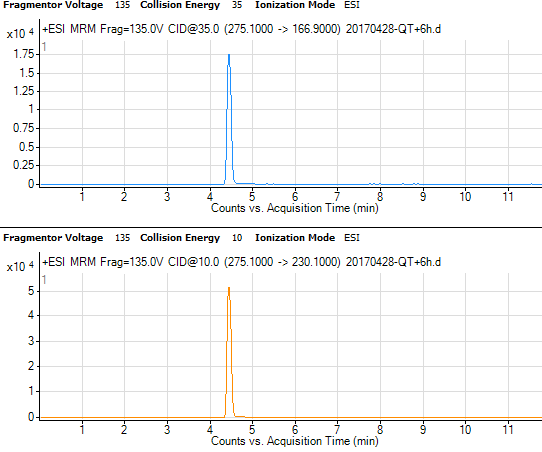 Fragmentor Voltage 135 Collision Energy 35 Ionization Mode ESI
x10 4 +ESI MRM Frag=135.0V CID@35.0 (275.1000 -> 166.9000) 20170428-QT+6h.d
1
1.75
1.5
1.25
1
0.75
0.5
0.25
0
1 2 3 4 5 6 7 8 9 10 11
Counts vs. Acquisition Time (min)
Fragmentor Voltage 135 Collision Energy 10 Ionization Mode ESI
x10 4 +ESI MRM Frag=135.0V CID@10.0 (275.1000 -> 230.1000) 20170428-QT+6h.d
1
5
4
3
2
1
0
1 2 3 4 5 6 7 8 9 10 11
Counts vs. Acquisition Time (min)